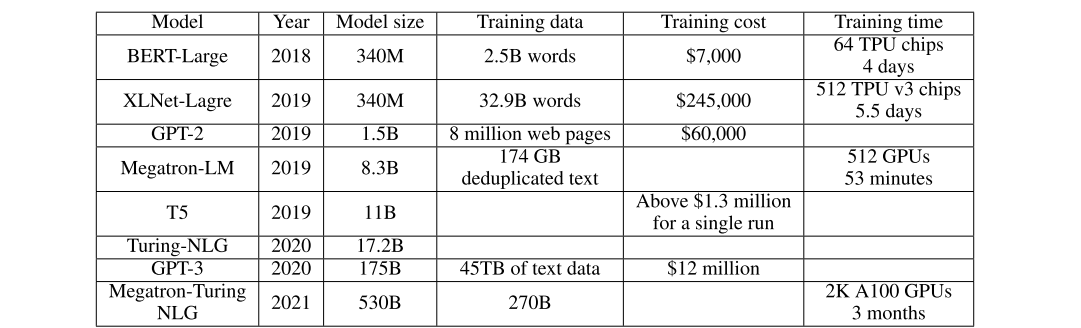 Model Year Model size Training data Training cost Training time
BERT-Large 2018 340M 2.5B words $7,000 64 TPU chips
4 days
XLNet-Lagre 2019 340M 32.9B words $245,000 512 TPU v3 chips
5.5 days
GPT-2 2019 1.5B 8 million web pages $60,000
Megatron-LM 2019 8.3B 174 GB
deduplicated text
512 GPUs
53 minutes
T5 2019 11B Above $1.3 million
for a single run
Turing-NLG 2020 17.2B
GPT-3 2020 175B 45TB of text data $12 million
Megatron-Turing
NLG
2021 530B 270B 2K A100 GPUs
3 months